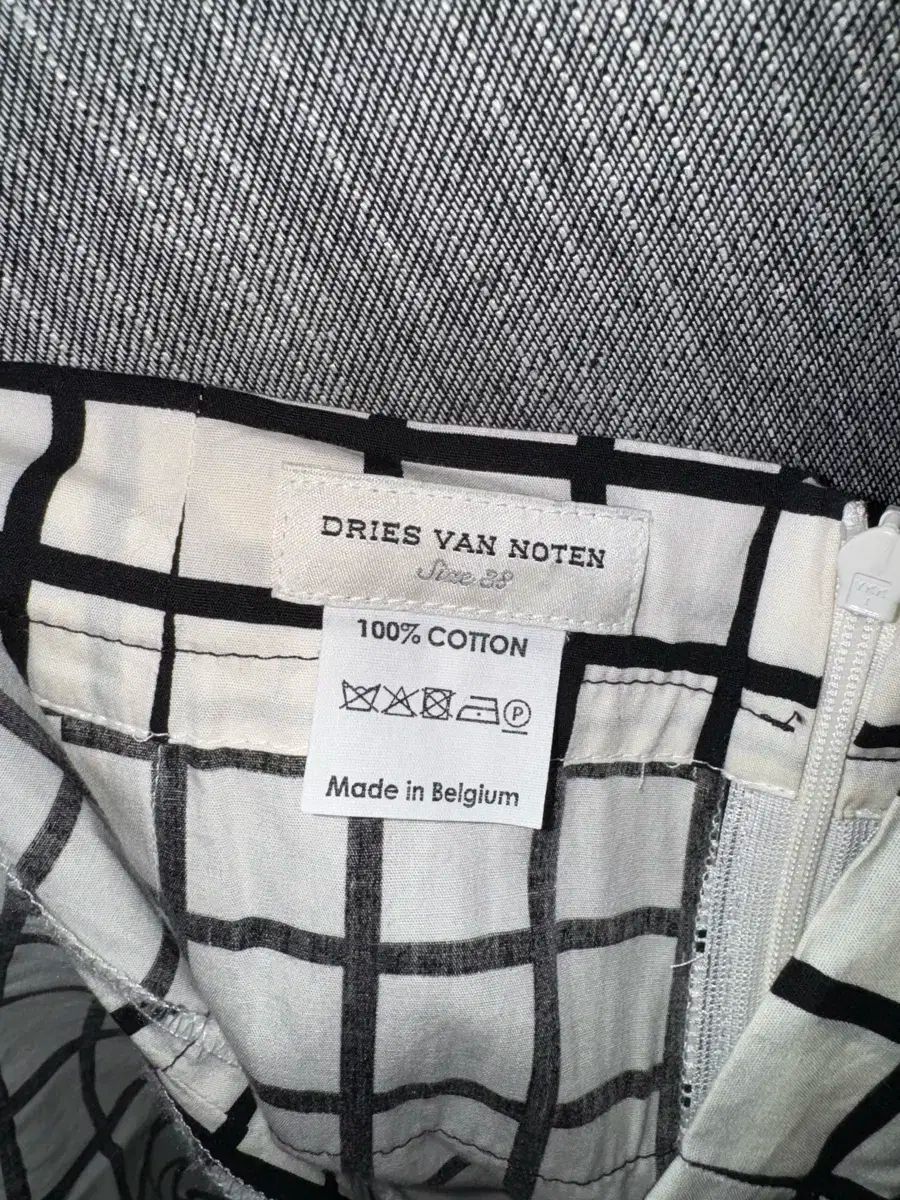 DRIES VAN NOTEN
Size 38
100% COTTON
P
Made in Belgium